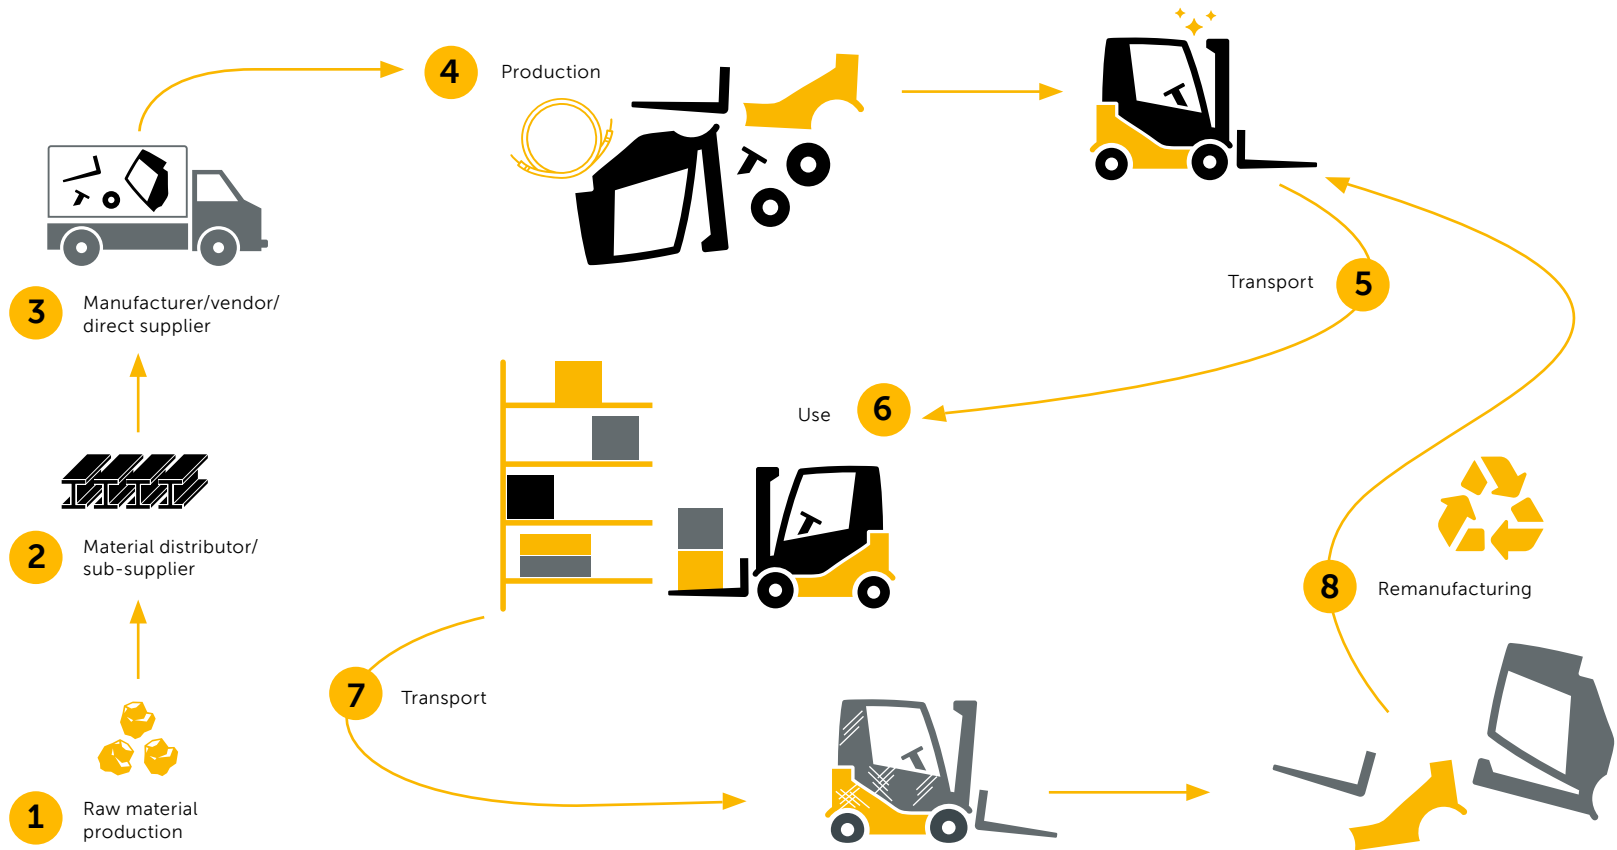 4 Production
Transport 5
3 Manufacturer/vendor/
direct supplier
Use 6
2 Material distributor/
sub-supplier
8 Remanufacturing
7 Transport
1 Raw material
production